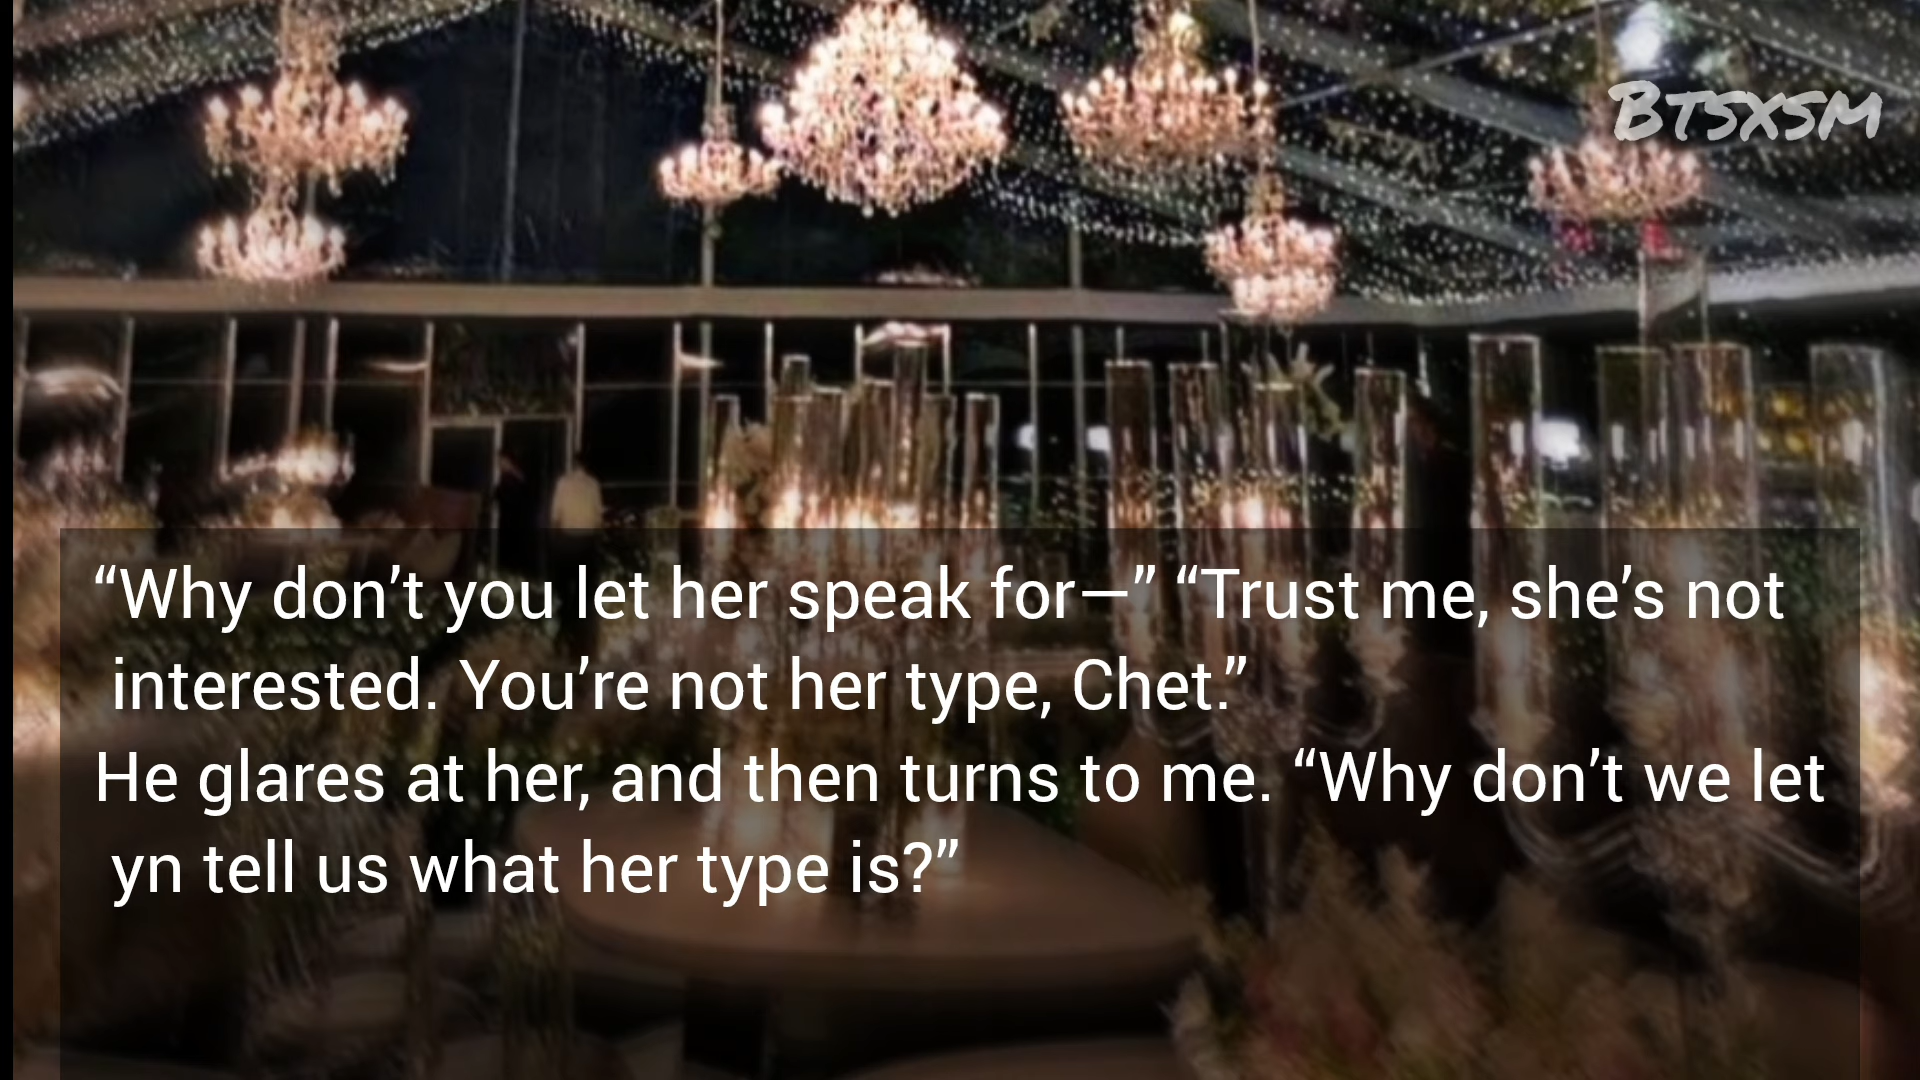 BTSXSM
“Why don’t you let her speak for—” “Trust me, she’s not
interested. You’re not her type, Chet.”
He glares at her, and then turns to me. “Why don’t we let
yn tell us what her type is?”